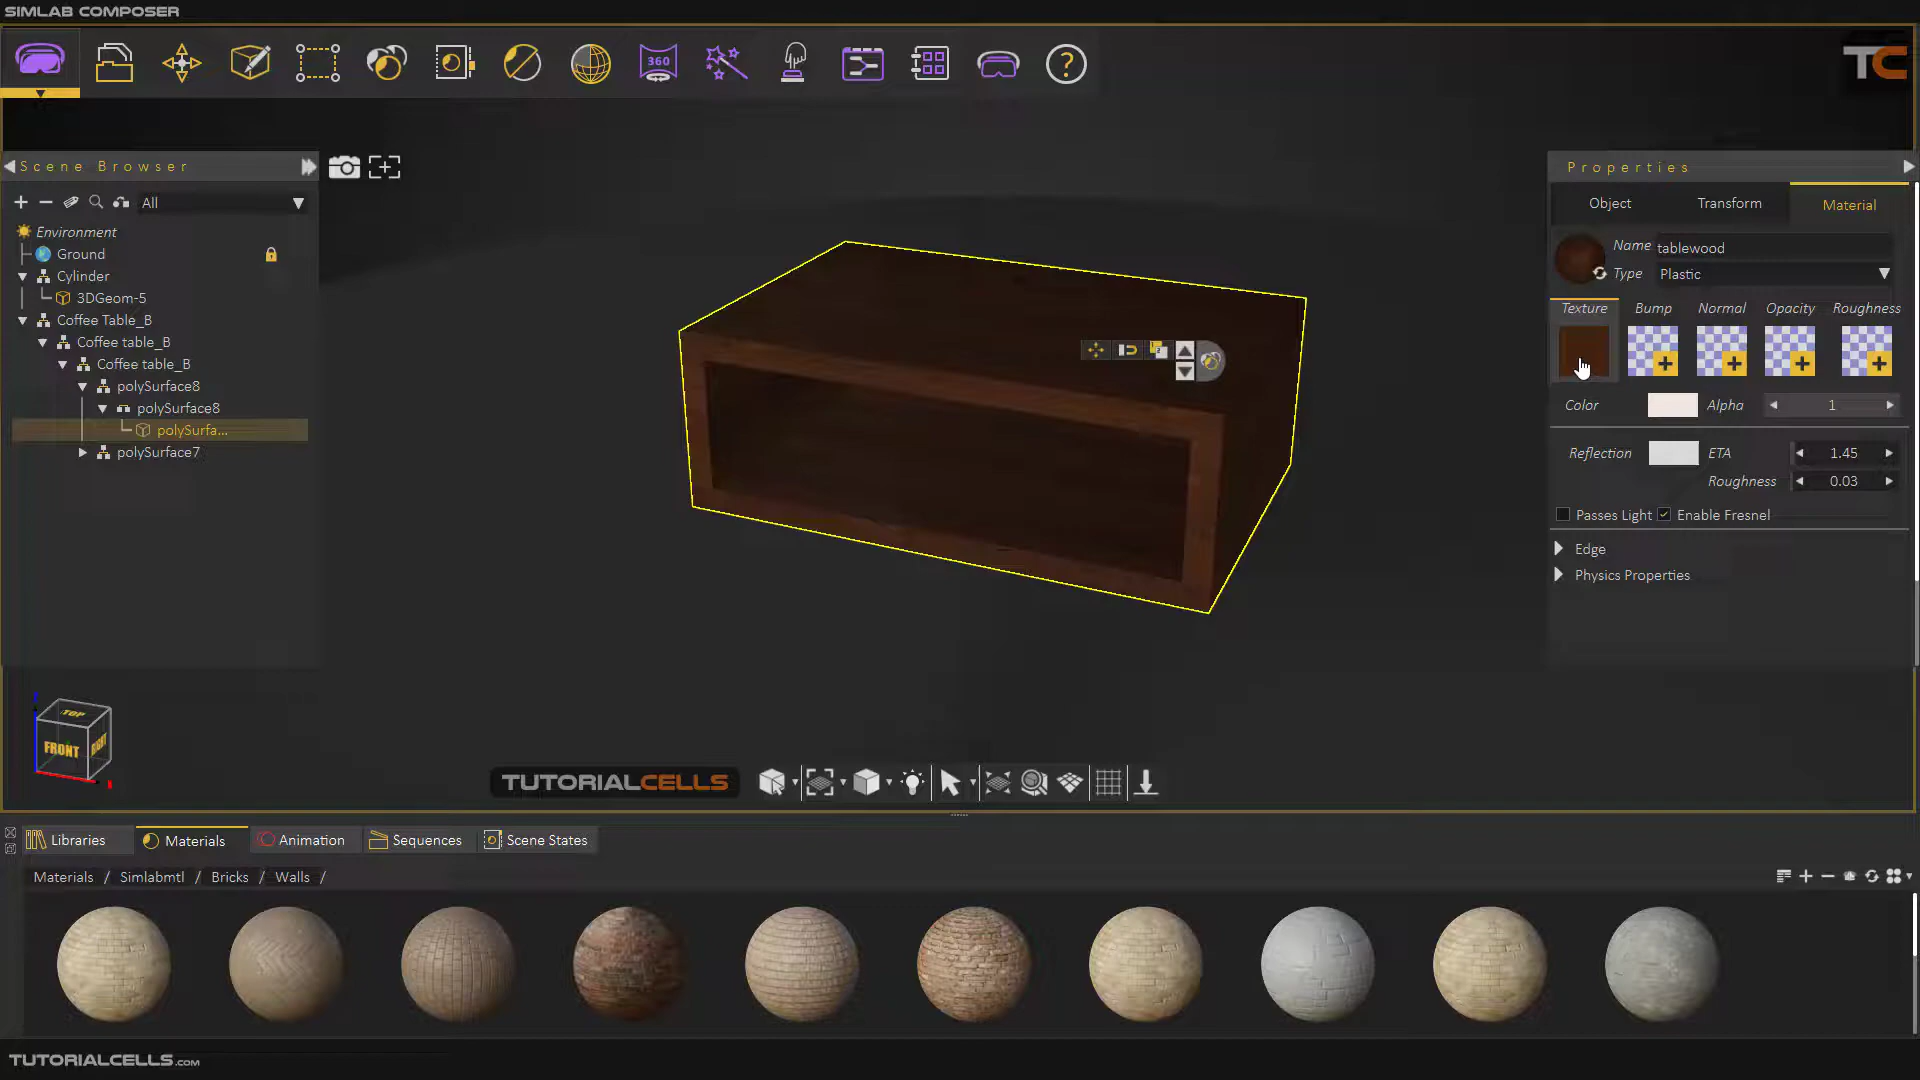 SIMLAB COMPOSER
360
?
TC
Scene Browser
All
Environment
Ground
Cylinder
3DGeom-5
Coffee Table_B
Coffee table_B
Coffee table_B
polySurface8
polySurface8
polySurfa...
polySurface7
Properties
Object Transform Material
Name tablewood
Type Plastic
Texture Bump Normal Opacity Roughness
Color Alpha 1
Reflection ETA 1.45
Roughness 0.03
Passes Light Enable Fresnel
Edge
Physics Properties
TOP
FRONT RIGHT
TUTORIALCELLS
Libraries Materials Animation Sequences Scene States
Materials / Simlabmtl / Bricks / Walls /
TUTORIALCELLS.com